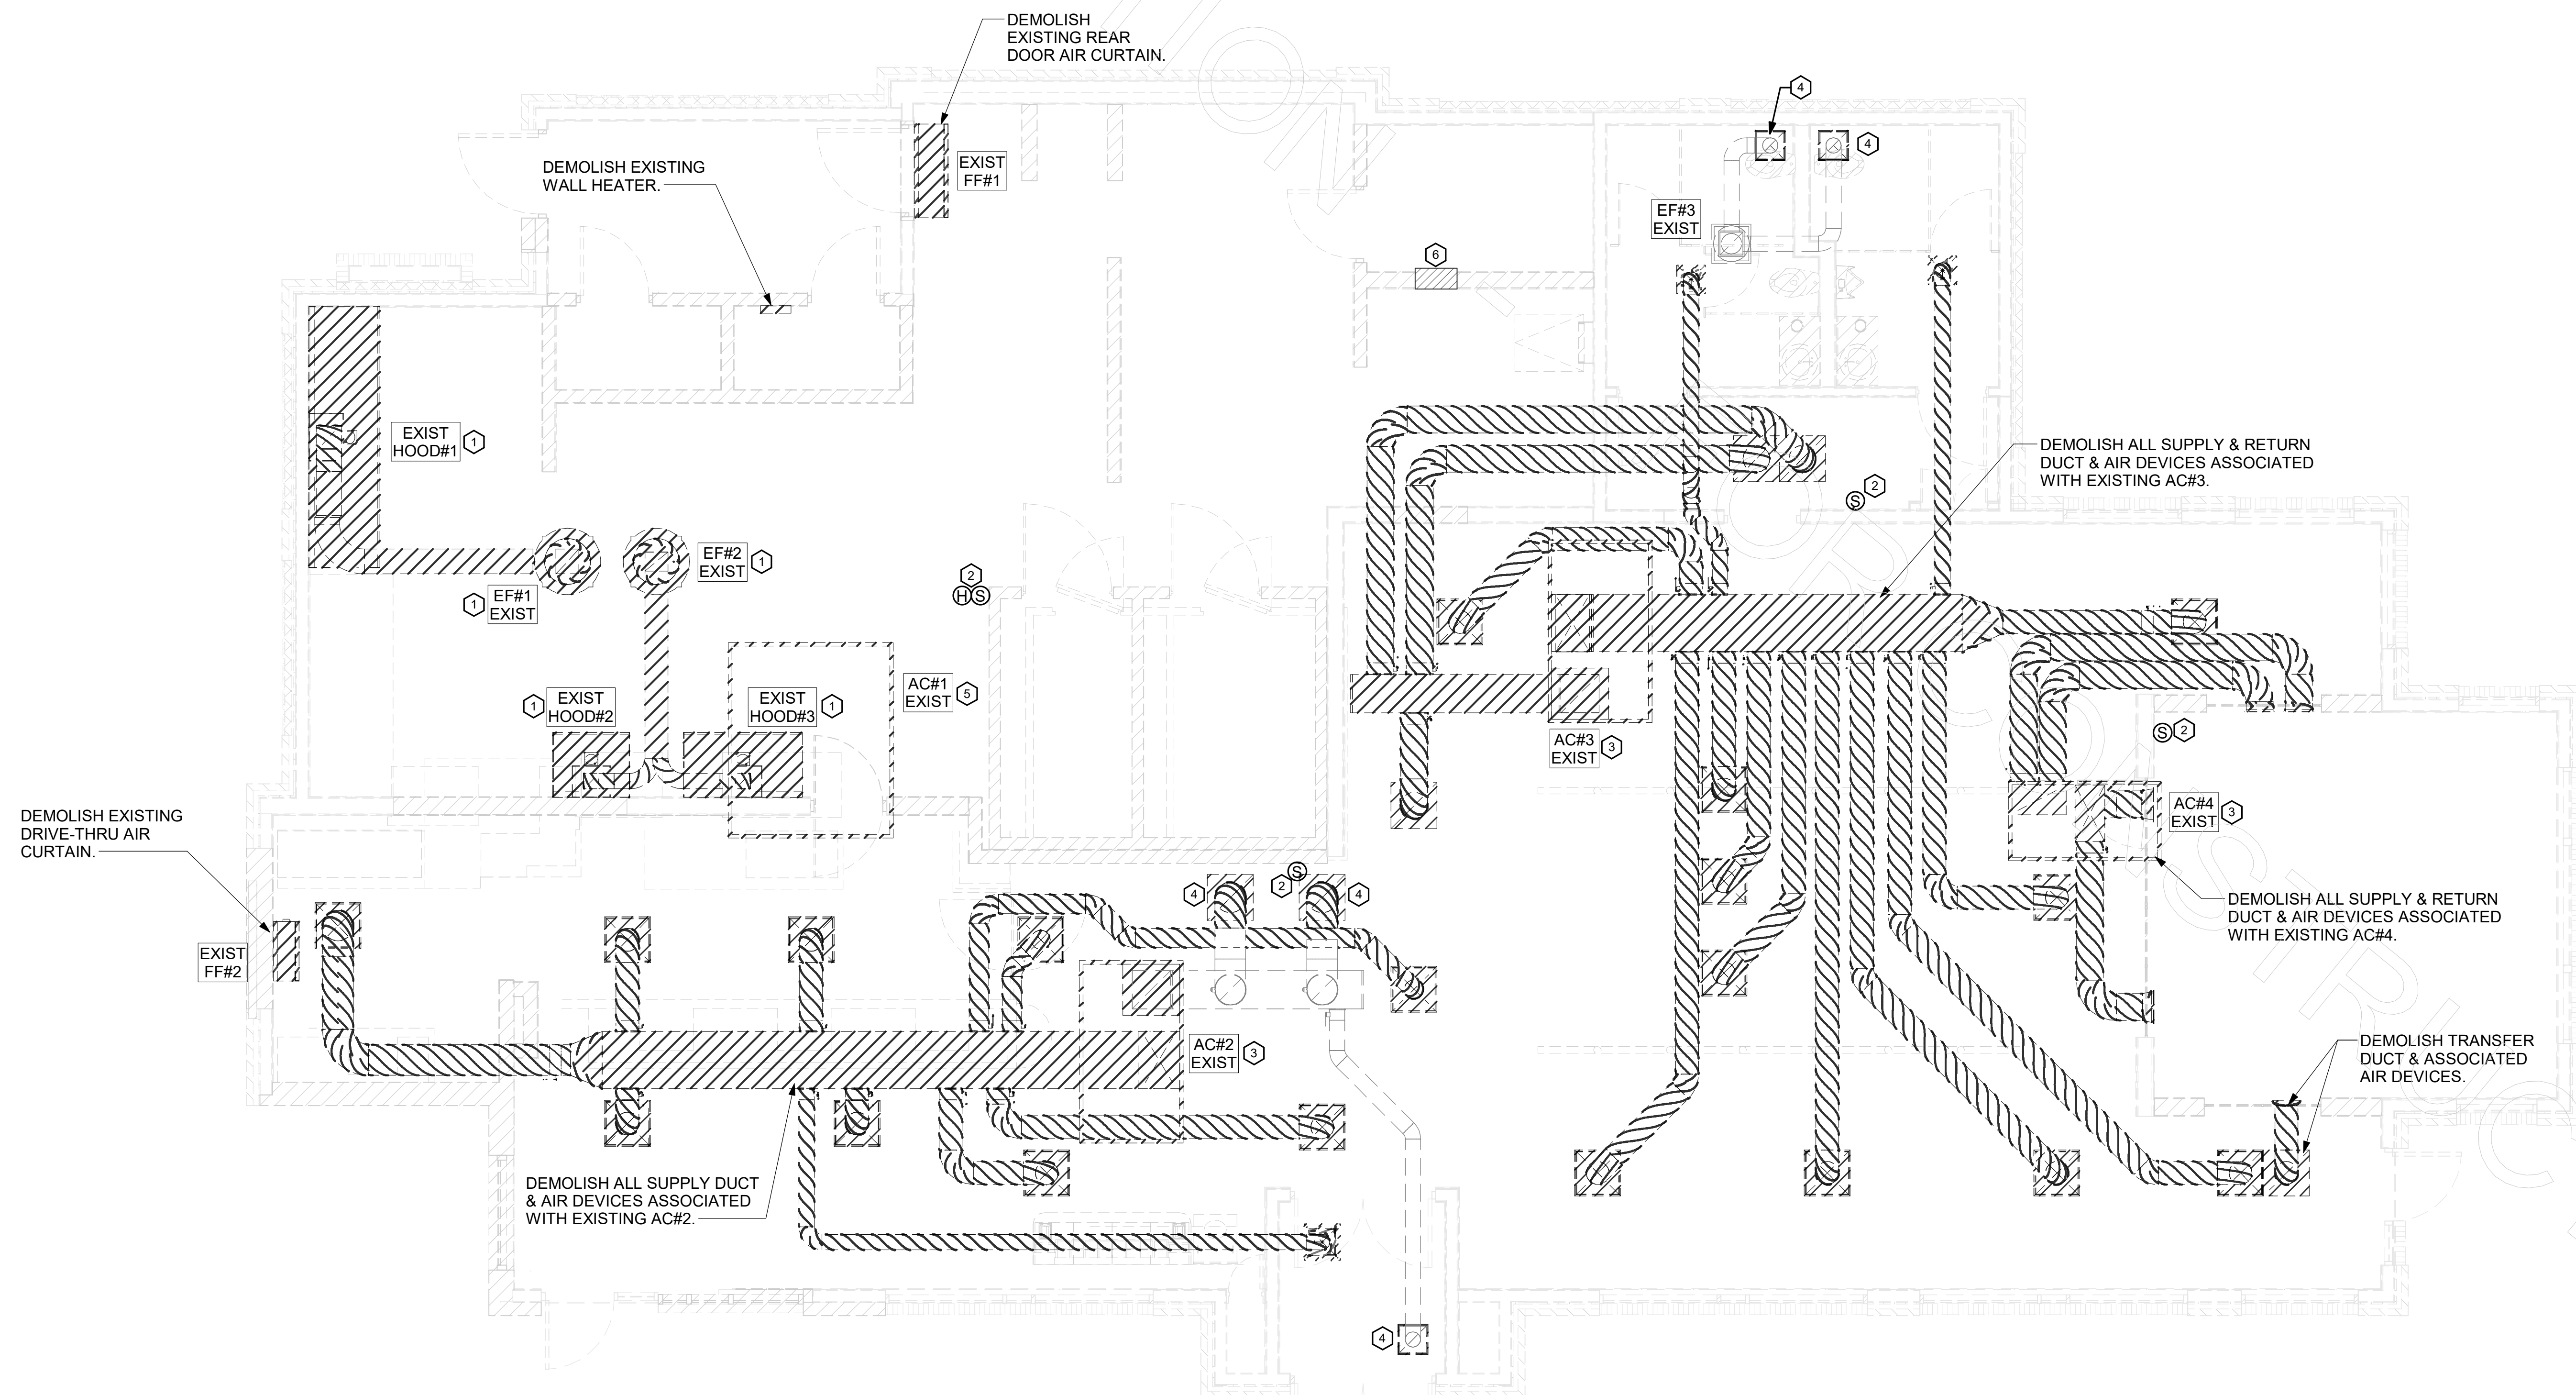 DEMOLISH
EXISTING REAR
DOOR AIR CURTAIN.
4
4
DEMOLISH EXISTING
WALL HEATER.
EXIST
FF#1
EF#3
EXIST
6
EXIST
HOOD#1
1
DEMOLISH ALL SUPPLY & RETURN
DUCT & AIR DEVICES ASSOCIATED
WITH EXISTING AC#3.
S
2
EF#2
EXIST
1
1
EF#1
EXIST
2
H
S
1
EXIST
HOOD#2
EXIST
HOOD#3
1
AC#1
EXIST
5
AC#3
EXIST
3
S
2
AC#4
EXIST
3
DEMOLISH EXISTING
DRIVE-THRU AIR
CURTAIN.
EXIST
FF#2
4
2
S
4
DEMOLISH ALL SUPPLY & RETURN
DUCT & AIR DEVICES ASSOCIATED
WITH EXISTING AC#4.
AC#2
EXIST
3
DEMOLISH TRANSFER
DUCT & ASSOCIATED
AIR DEVICES.
DEMOLISH ALL SUPPLY DUCT
& AIR DEVICES ASSOCIATED
WITH EXISTING AC#2.
4